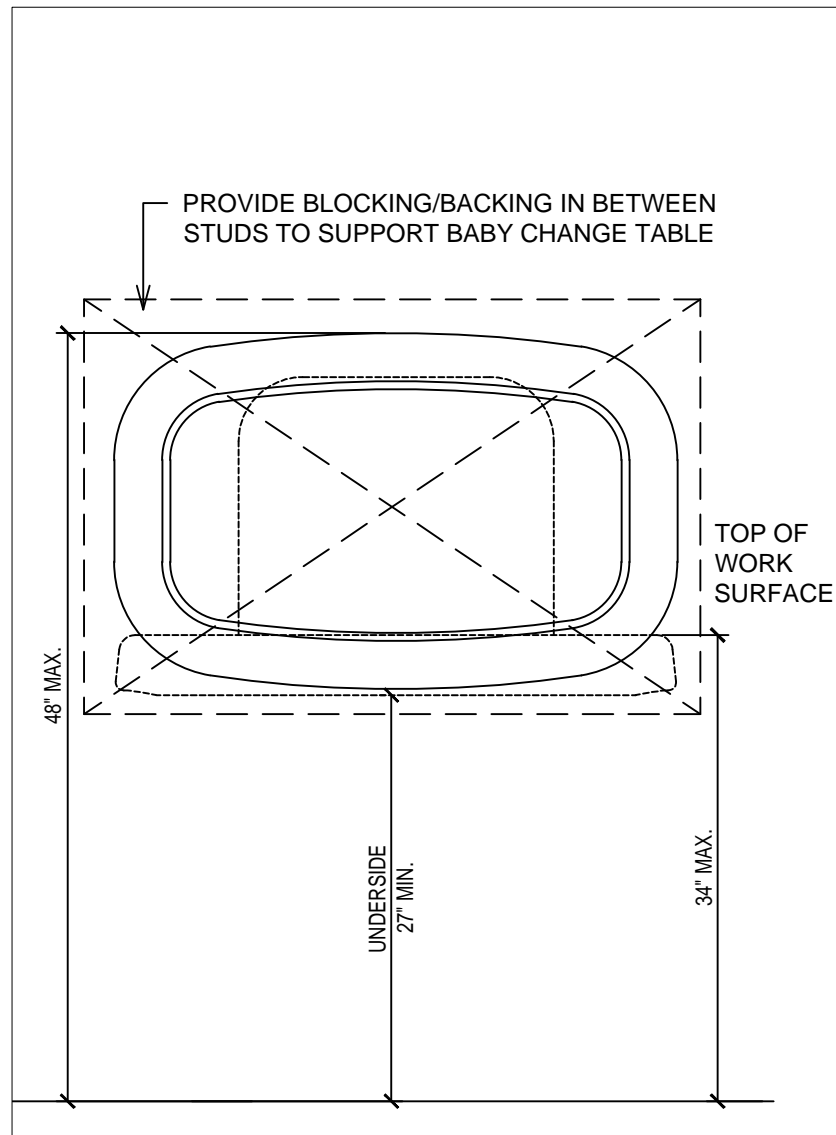 PROVIDE BLOCKING/BACKING IN BETWEEN
STUDS TO SUPPORT BABY CHANGE TABLE
TOP OF
WORK
SURFACE
48" MAX.
UNDERSIDE
27" MIN.
34" MAX.